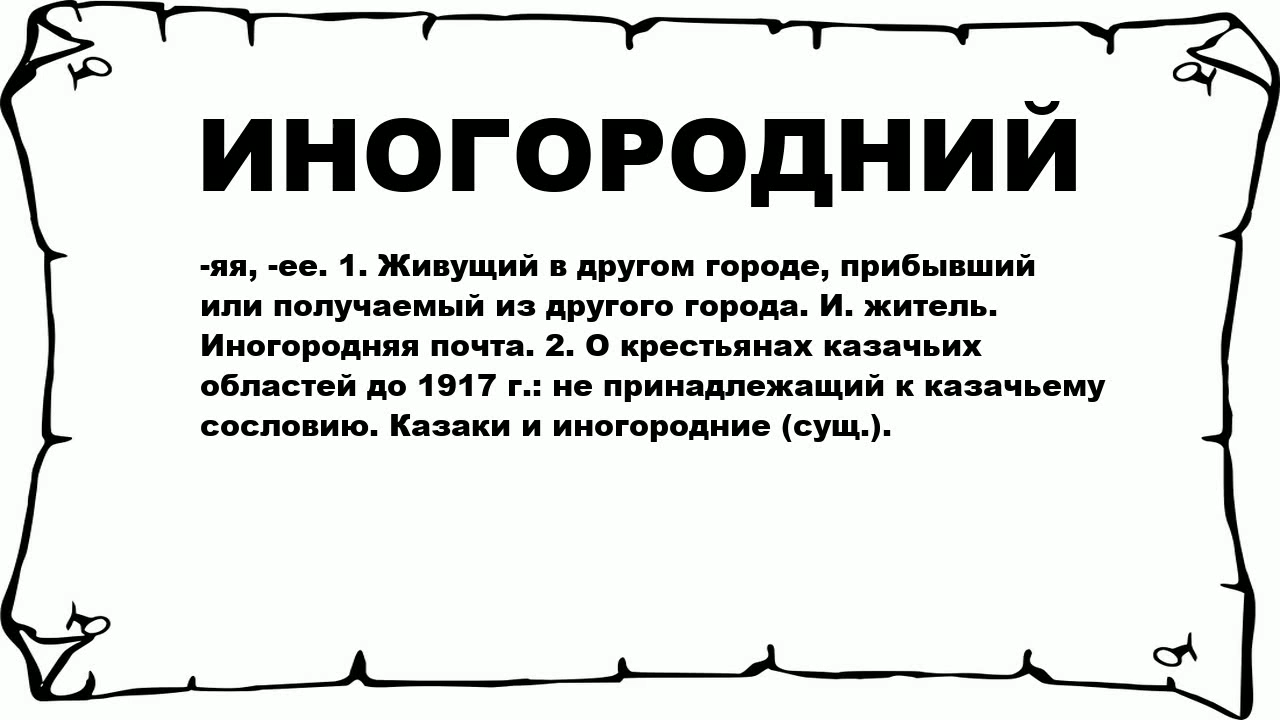 ИНОГОРОДНИЙ
-яя, -ее. 1. Живущий в другом городе, прибывший
или получаемый из другого города. И. житель.
Иногородняя почта. 2. О крестьянах казачьих
областей до 1917 г.: не принадлежащий к казачьему
сословию. Казаки и иногородние (сущ.).